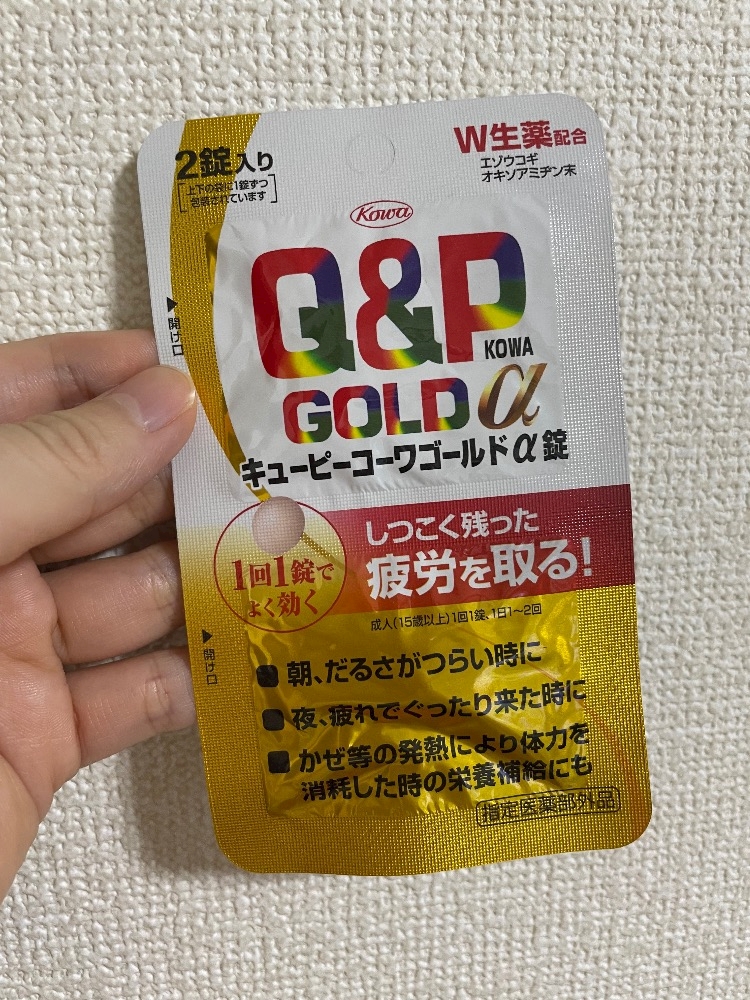 2錠入り
上下の袋に1錠ずつ
包装されています
W生薬配合
エゾウコギ
オキソアミヂン末
Kowa
Q&P
KOWA
GOLD α
キューピーコーワゴールドα錠
▶開け口
しつこく残った
疲労を取る!
1回1錠で
よく効く
成人(15歳以上)1回1錠、1日1~2回
▶開け口
■朝、だるさがつらい時に
■夜、疲れでぐったり来た時に
■かぜ等の発熱により体力を
消耗した時の栄養補給にも
指定医薬部外品